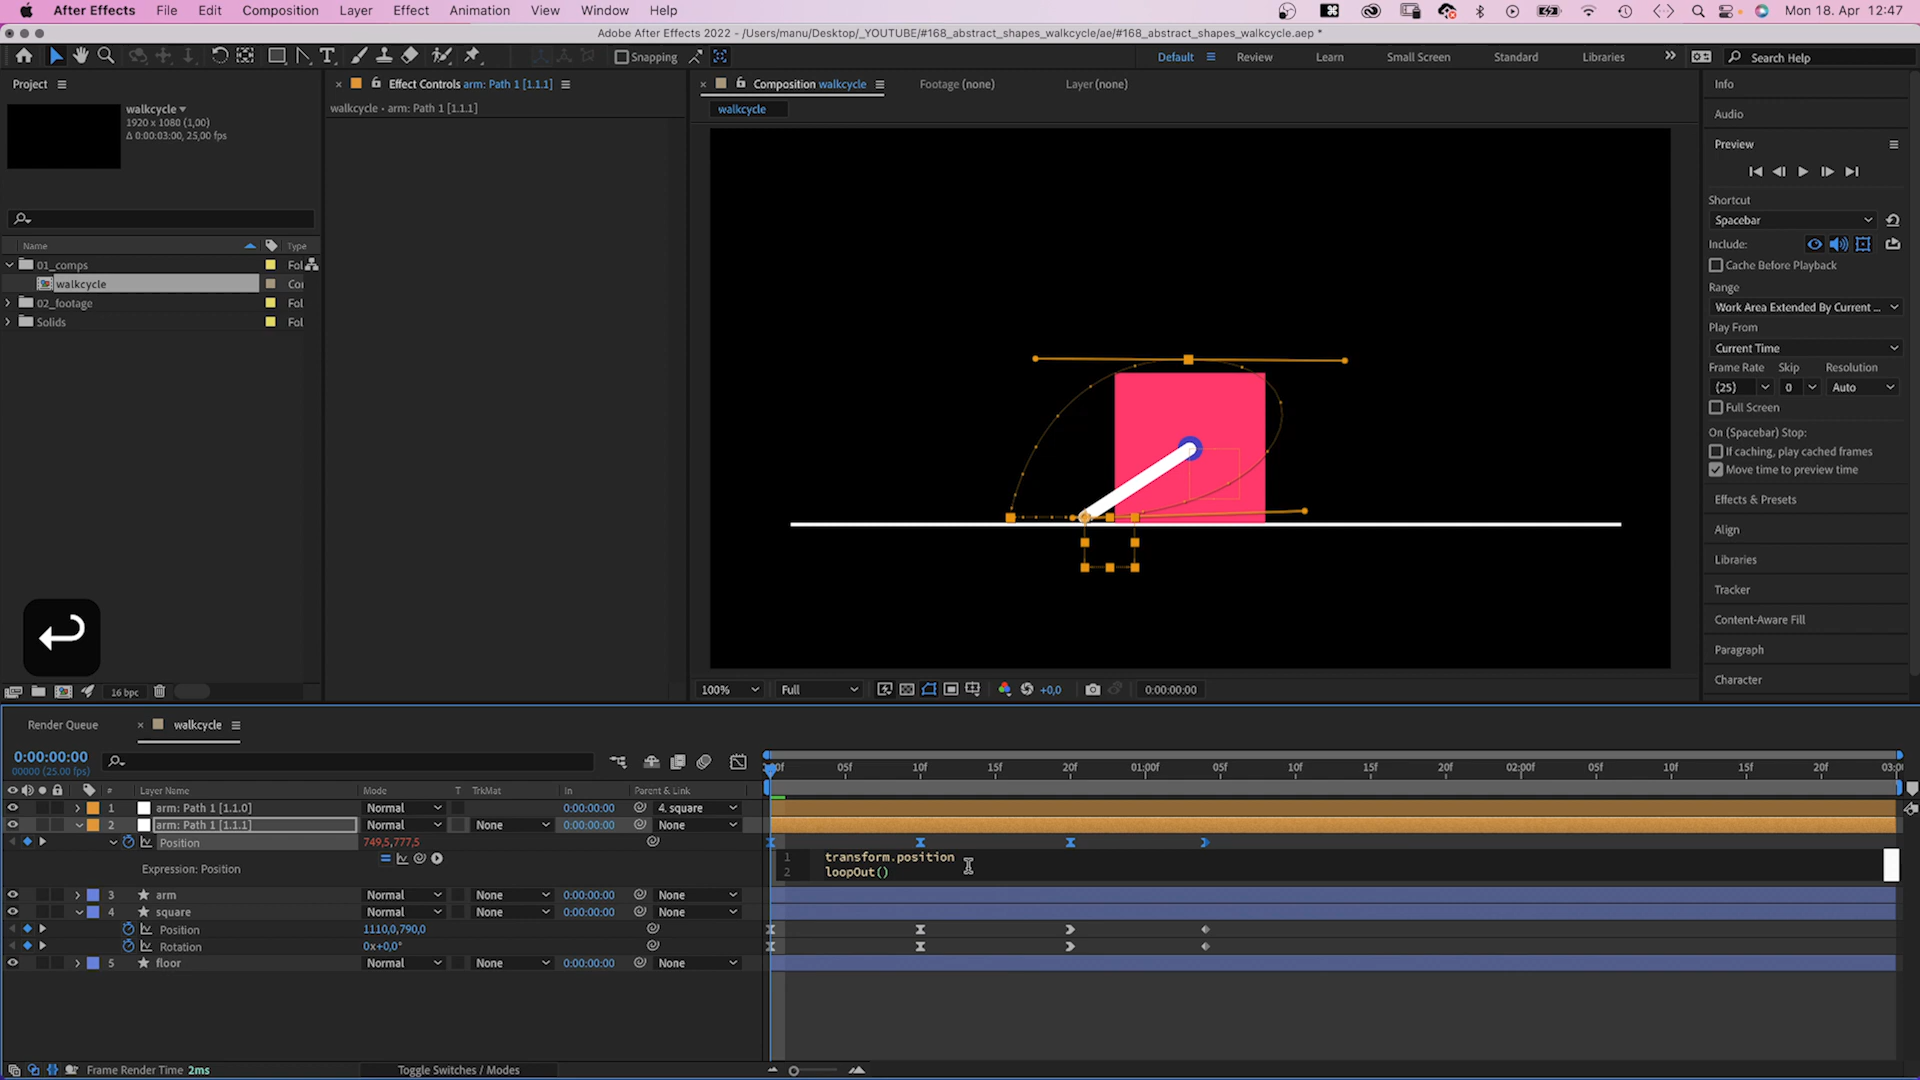 After Effects File Edit Composition Layer Effect Animation View Window Help Mon 18. Apr 12:47
Adobe After Effects 2022 - /Users/manu/Desktop/_YOUTUBE/#168_abstract_shapes_walkcycle/ae/#168_abstract_shapes_walkcycle.aep *
Snapping Default Review Learn Small Screen Standard Libraries Search Help
Project Effect Controls arm: Path 1 [1.1.1] Composition walkcycle Footage (none) Layer (none) Info
walkcycle walkcycle • arm: Path 1 [1.1.1] walkcycle
1920 x 1080 (1,00)
Δ 0:00:03:00, 25,00 fps
Audio
Preview
Shortcut
Spacebar
Include:
Cache Before Playback
Range
Work Area Extended By Current ...
Play From
Current Time
Frame Rate Skip Resolution
(25) 0 Auto
Full Screen
On (Spacebar) Stop:
If caching, play cached frames
Move time to preview time
Effects & Presets
Align
Libraries
Tracker
Content-Aware Fill
Paragraph
Character
Name Type
01_comps Fol
walkcycle Co
02_footage Fol
Solids Fol
16 bpc 100% Full +0,0 0:00:00:00
Render Queue walkcycle
0:00:00:00
00000 (25.00 fps)
05f 10f 15f 20f 01:00f 05f 10f 15f 20f 02:00f 05f 10f 15f 20f
# Layer Name Mode T TrkMat In Parent & Link
1 arm: Path 1 [1.1.0] Normal 0:00:00:00 4. square
2 arm: Path 1 [1.1.1] Normal None 0:00:00:00 None
Position 749,5,777,5
1 transform.position
Expression: Position
2 loopOut()
3 arm Normal None 0:00:00:00 None
4 square Normal None 0:00:00:00 None
Position 1110,0,790,0
Rotation 0x+0,0°
5 floor Normal None 0:00:00:00 None
Frame Render Time 2ms Toggle Switches / Modes